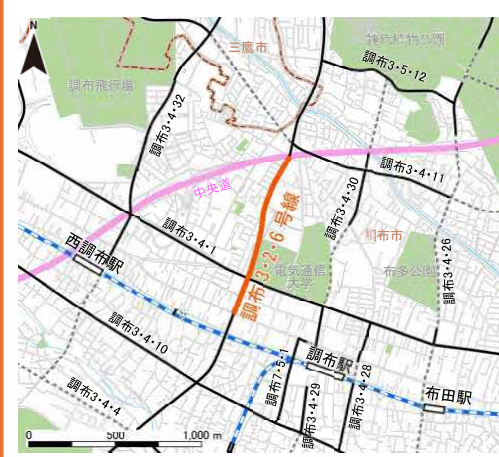 N
三鷹市
神代植物公園
調布3・5・12
調布飛行場
調布3・4・32
調布3・4・11
中央道
調布3・4・30
調布3・2・6号線
調布市
調布3・4・1
西調布駅
電気通信
大学
布多公園
調布3・4・26
調布3・4・10
調布駅
調布7・5・1
調布3・4・28
調布3・4・29
布田駅
調布3・4・4
0 500 1,000 m